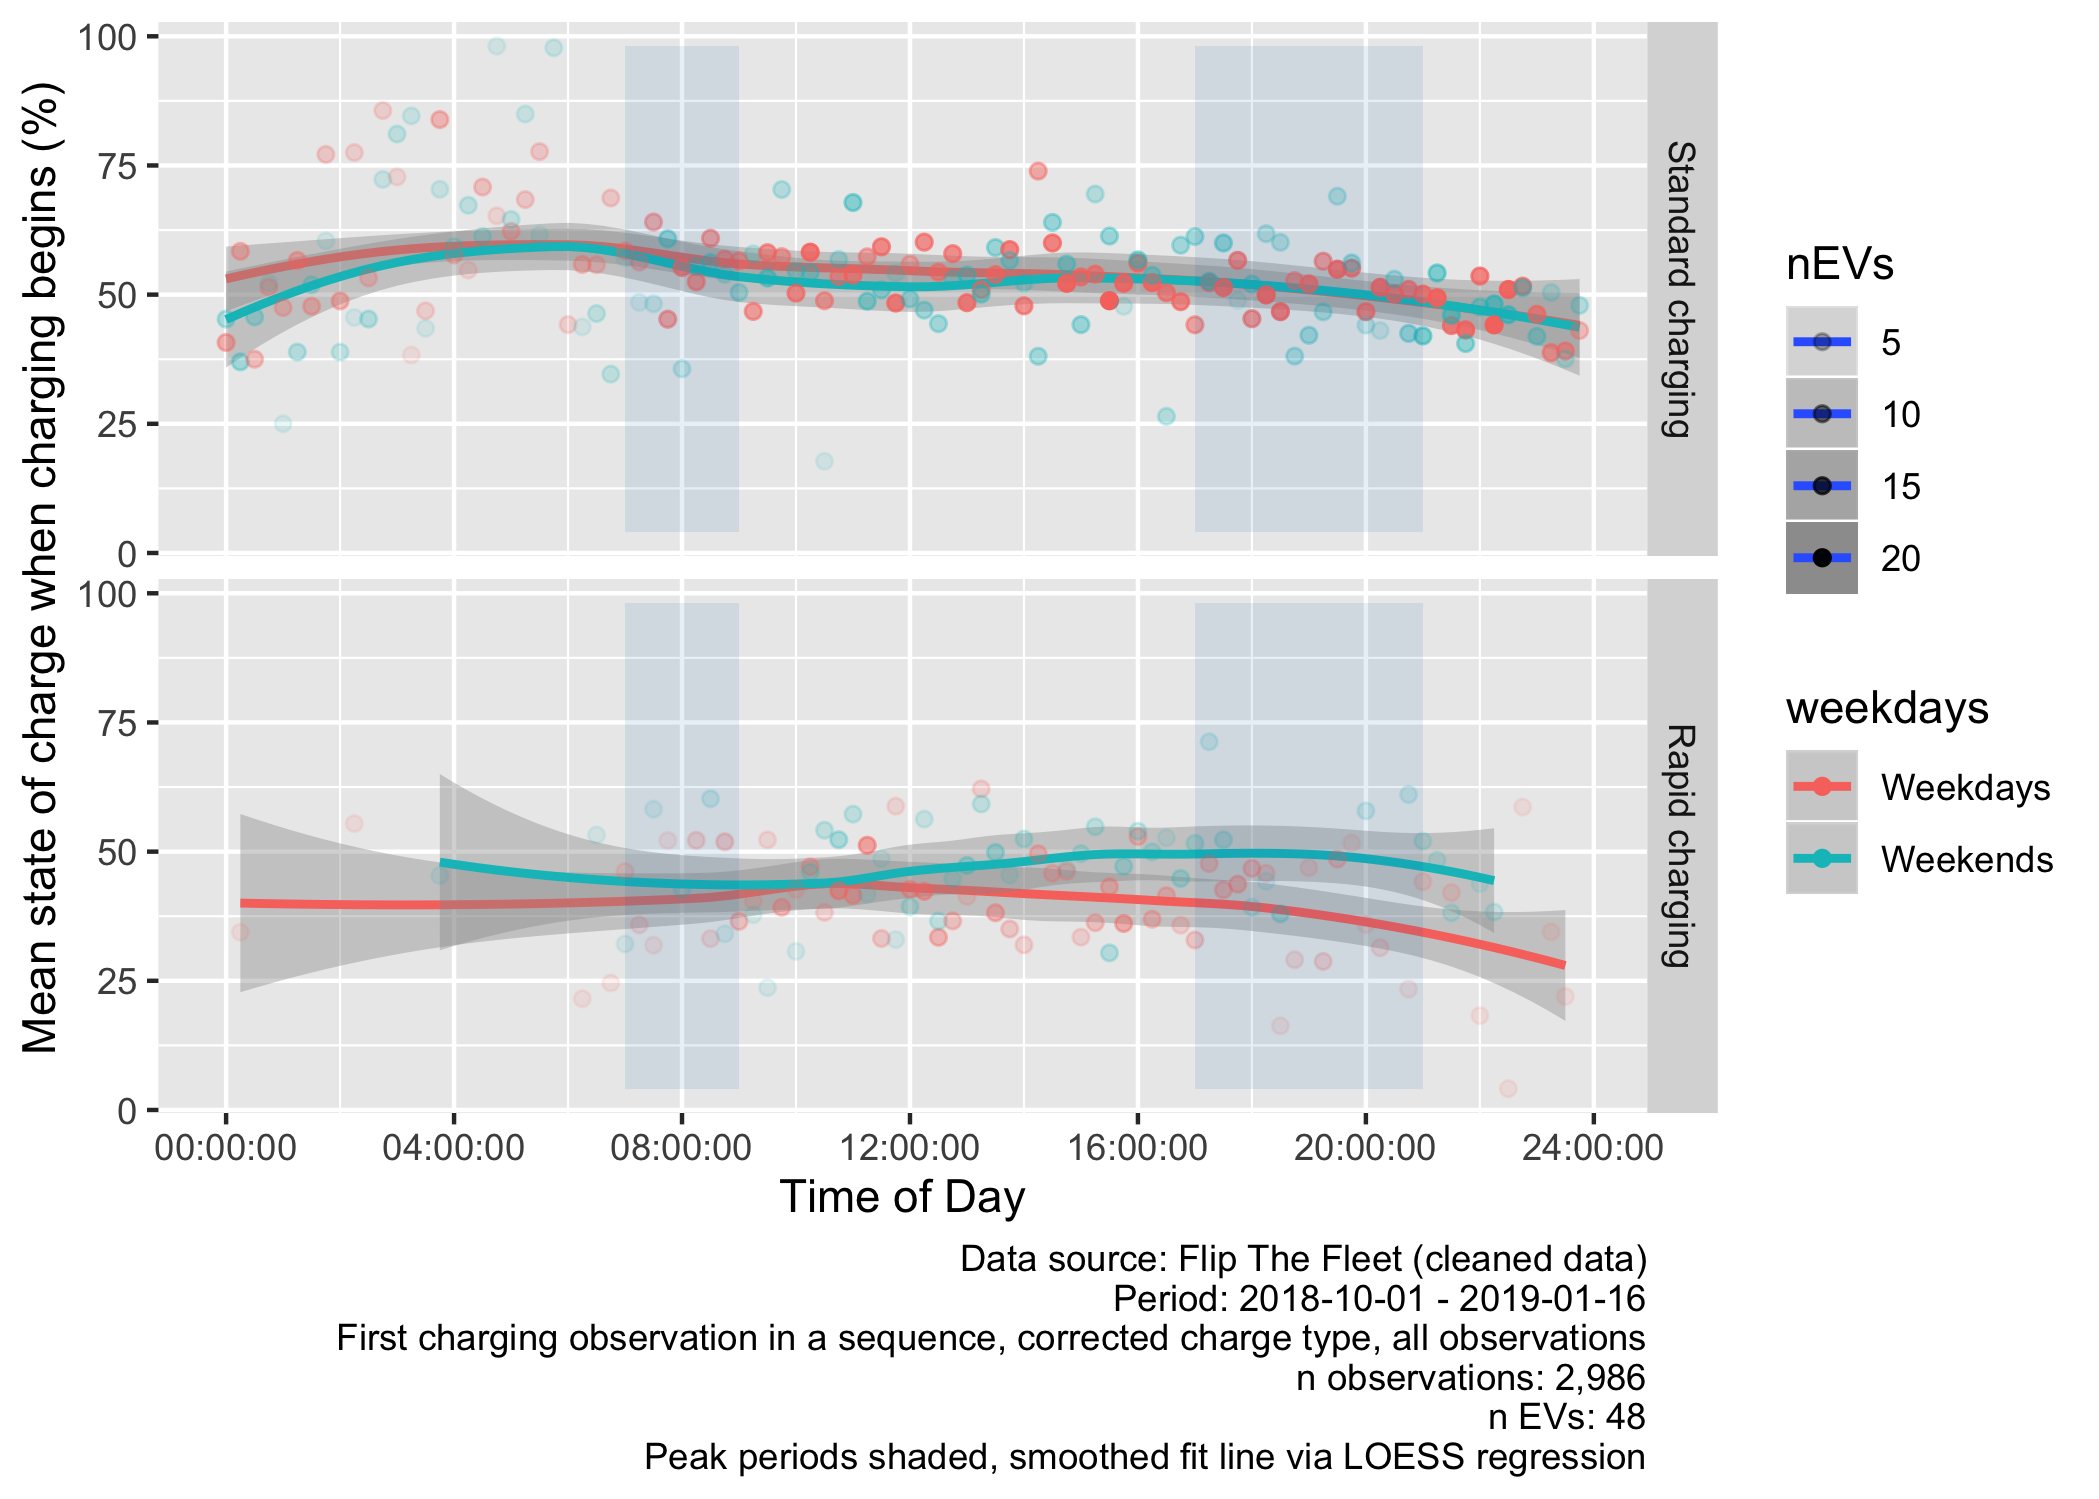 Mean state of charge when charging begins (%)
100
75
50
25
0
Standard charging
100
75
50
25
0
Rapid charging
00:00:00 04:00:00 08:00:00 12:00:00 16:00:00 20:00:00 24:00:00
Time of Day
nEVs
5
10
15
20
weekdays
Weekdays
Weekends
Data source: Flip The Fleet (cleaned data)
Period: 2018-10-01 - 2019-01-16
First charging observation in a sequence, corrected charge type, all observations
n observations: 2,986
n EVs: 48
Peak periods shaded, smoothed fit line via LOESS regression